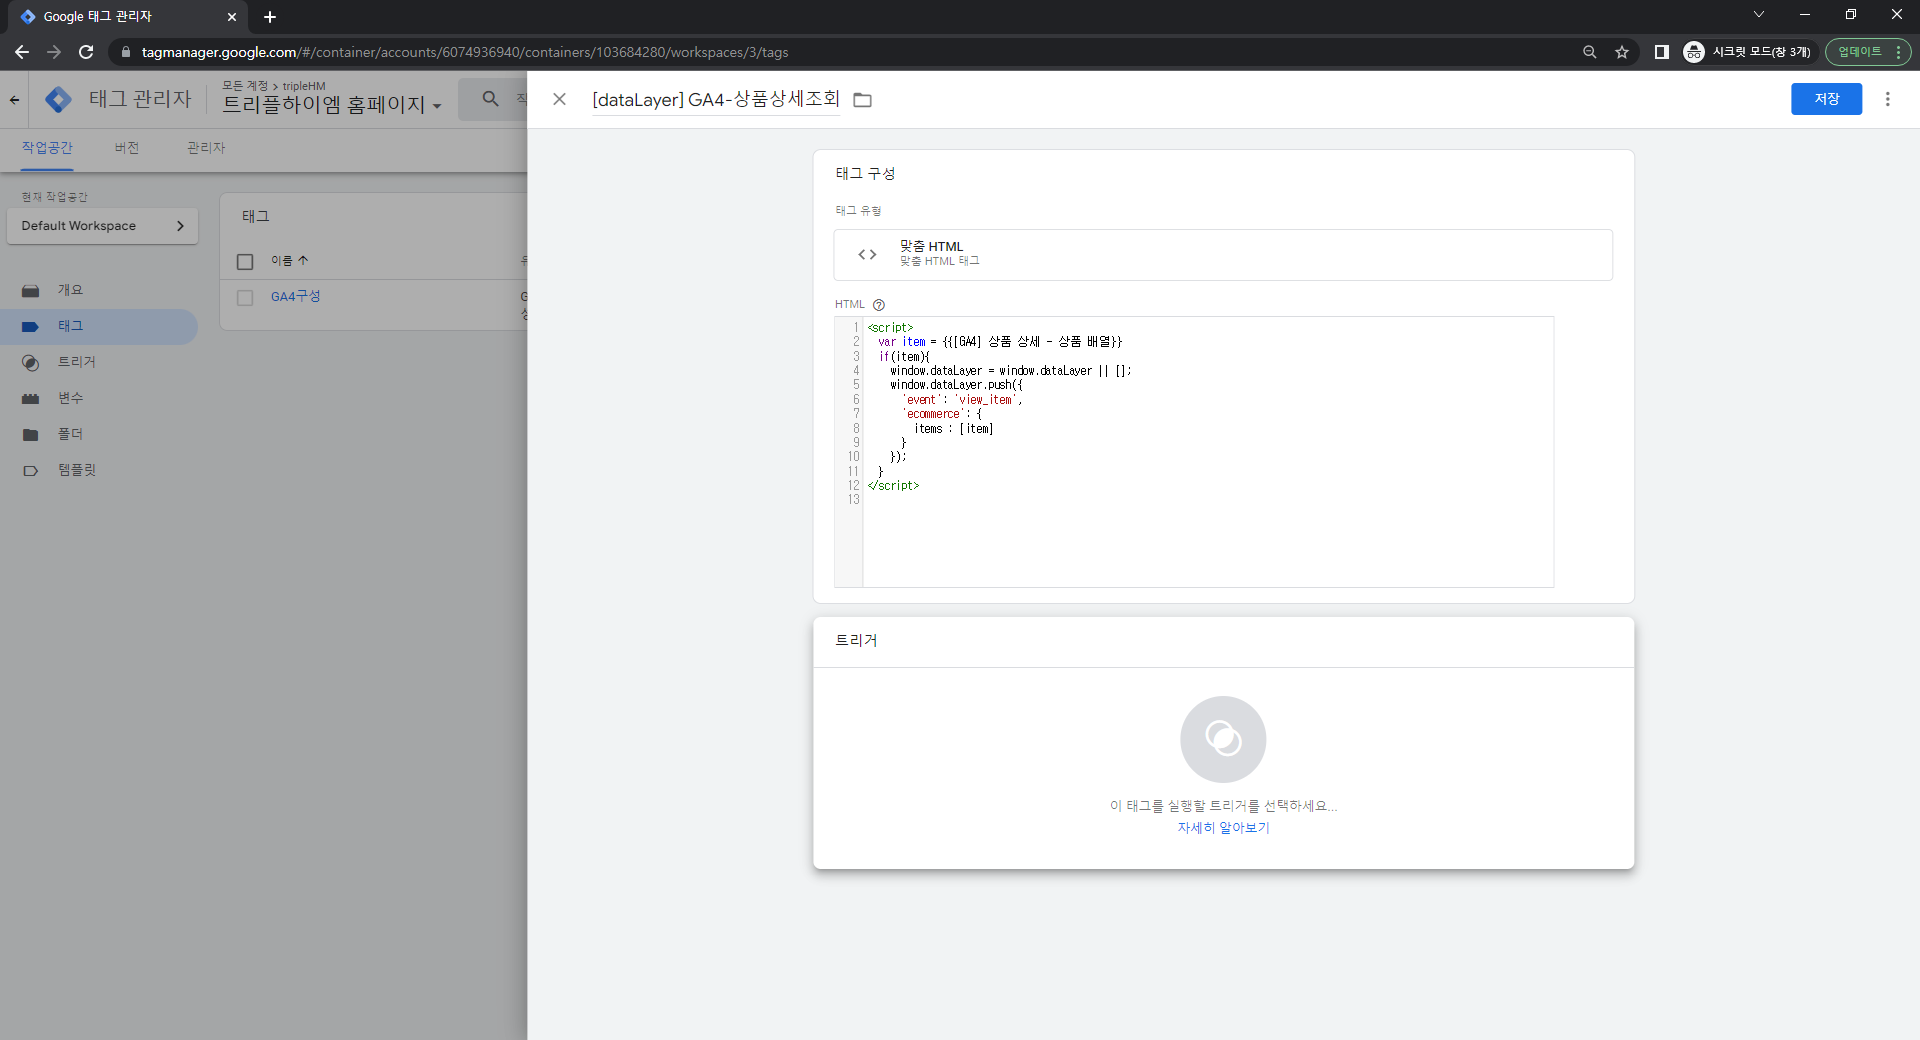 Google 태그 관리자
tagmanager.google.com/#/container/accounts/6074936940/containers/103684280/workspaces/3/tags
시크릿 모드(창 3개)
업데이트
태그 관리자
모든 계정 > tripleHM
트리플하이엠 홈페이지
작
[dataLayer] GA4-상품상세조회
저장
작업공간
버전
관리자
현재 작업공간
Default Workspace
개요
태그
트리거
변수
폴더
템플릿
태그
이름
GA4구성
태그 구성
태그 유형
맞춤 HTML
맞춤 HTML 태그
HTML
1 <script>
2 var item = {{[GA4] 상품 상세 - 상품 배열}}
3 if(item){
4 window.dataLayer = window.dataLayer || [];
5 window.dataLayer.push({
6 'event': 'view_item',
7 'ecommerce': {
8 items : [item]
9 }
10 });
11 }
12 </script>
13
트리거
이 태그를 실행할 트리거를 선택하세요...
자세히 알아보기